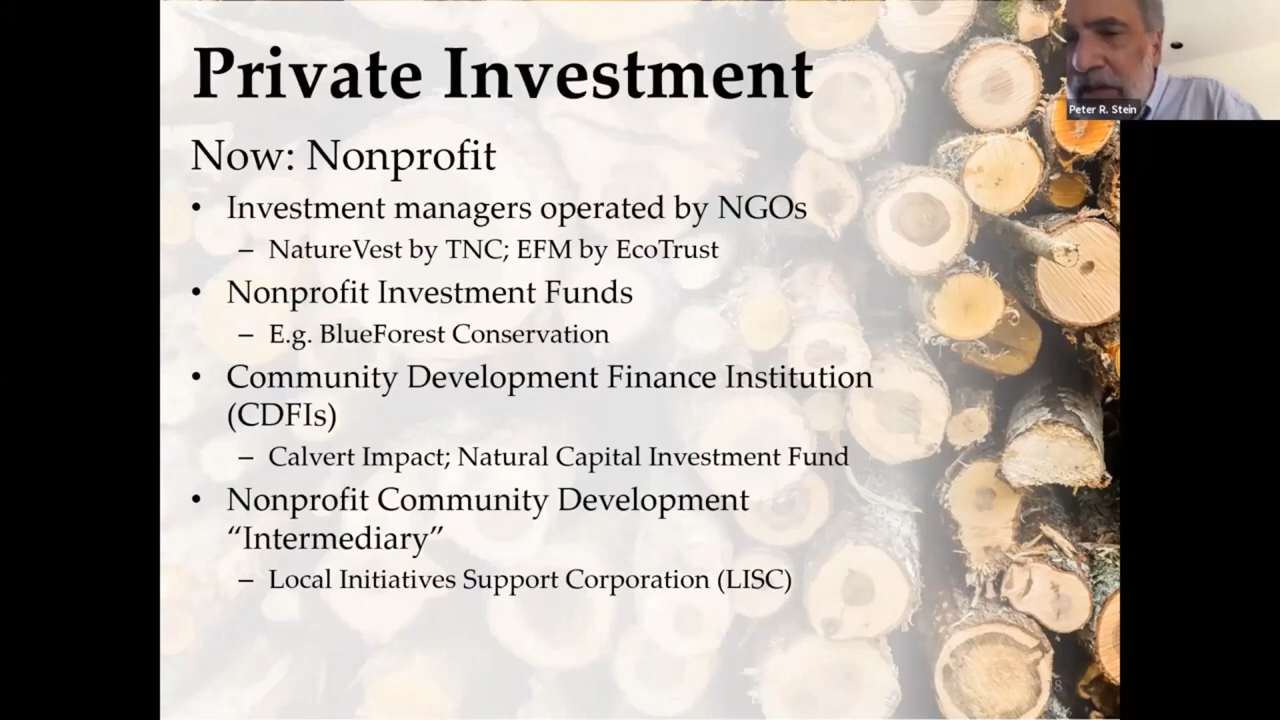 Private Investment
Now: Nonprofit
• Investment managers operated by NGOs
– NatureVest by TNC; EFM by EcoTrust
• Nonprofit Investment Funds
– E.g. BlueForest Conservation
• Community Development Finance Institution
(CDFIs)
– Calvert Impact; Natural Capital Investment Fund
• Nonprofit Community Development
“Intermediary”
– Local Initiatives Support Corporation (LISC)
Peter R. Stein